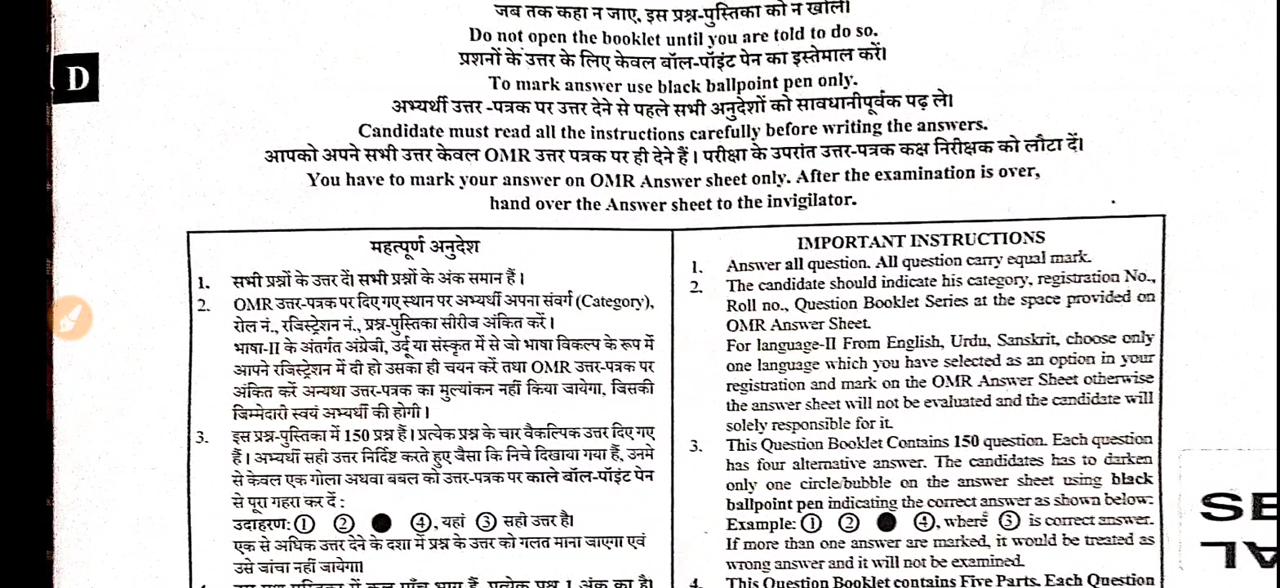 जब तक कहा न जाए, इस प्रश्न-पुस्तिका को न खोलें।
Do not open the booklet until you are told to do so.
प्रशनों के उत्तर के लिए केवल बॉल-पॉइंट पेन का इस्तेमाल करें।
To mark answer use black ballpoint pen only.
अभ्यर्थी उत्तर -पत्रक पर उत्तर देने से पहले सभी अनुदेशों को सावधानीपूर्वक पढ़ ले।
Candidate must read all the instructions carefully before writing the answers.
आपको अपने सभी उत्तर केवल OMR उत्तर पत्रक पर ही देने हैं। परीक्षा के उपरांत उत्तर-पत्रक कक्ष निरीक्षक को लौटा दें।
You have to mark your answer on OMR Answer sheet only. After the examination is over,
hand over the Answer sheet to the invigilator.
D
महत्पूर्ण अनुदेश
1. सभी प्रश्नों के उत्तर दें। सभी प्रश्नों के अंक समान हैं।
2. OMR उत्तर-पत्रक पर दिए गए स्थान पर अभ्यर्थी अपना संवर्ग (Category),
रोल नं., रजिस्ट्रेशन नं., प्रश्न-पुस्तिका सीरीज अंकित करें।
भाषा-II के अंतर्गत अंग्रेजी, उर्दू या संस्कृत में से जो भाषा विकल्प के रूप में
आपने रजिस्ट्रेशन में दी हो उसका ही चयन करें तथा OMR उत्तर-पत्रक पर
अंकित करें अन्यथा उत्तर-पत्रक का मुल्यांकन नहीं किया जायेगा, जिसकी
जिम्मेदारी स्वयं अभ्यर्थी की होगी।
3. इस प्रश्न-पुस्तिका में 150 प्रश्न हैं। प्रत्येक प्रश्न के चार वैकल्पिक उत्तर दिए गए
हैं। अभ्यर्थी सही उत्तर निर्दिष्ट करते हुए जैसा कि निचे दिखाया गया हैं, उनमे
से केवल एक गोला अथवा बबल को उत्तर-पत्रक पर काले बॉल-पॉइंट पेन
से पूरा गहरा कर दें :
उदाहरण: ① ② ● ④, यहां ③ सही उत्तर है।
एक से अधिक उत्तर देने के दशा में प्रश्न के उत्तर को गलत माना जाएगा एवं
उसे जांचा नहीं जायेगा।
IMPORTANT INSTRUCTIONS
1. Answer all question. All question carry equal mark.
2. The candidate should indicate his category, registration No.,
Roll no., Question Booklet Series at the space provided on
OMR Answer Sheet.
For language-II From English, Urdu, Sanskrit, choose only
one language which you have selected as an option in your
registration and mark on the OMR Answer Sheet otherwise
the answer sheet will not be evaluated and the candidate will
solely responsible for it.
3. This Question Booklet Contains 150 question. Each question
has four alternative answer. The candidates has to darken
only one circle/bubble on the answer sheet using black
ballpoint pen indicating the correct answer as shown below:
Example: ① ② ● ④, where ③ is correct answer.
If more than one answer are marked, it would be treated as
wrong answer and it will not be examined.
4. This Question Booklet contains Five Parts. Each Question